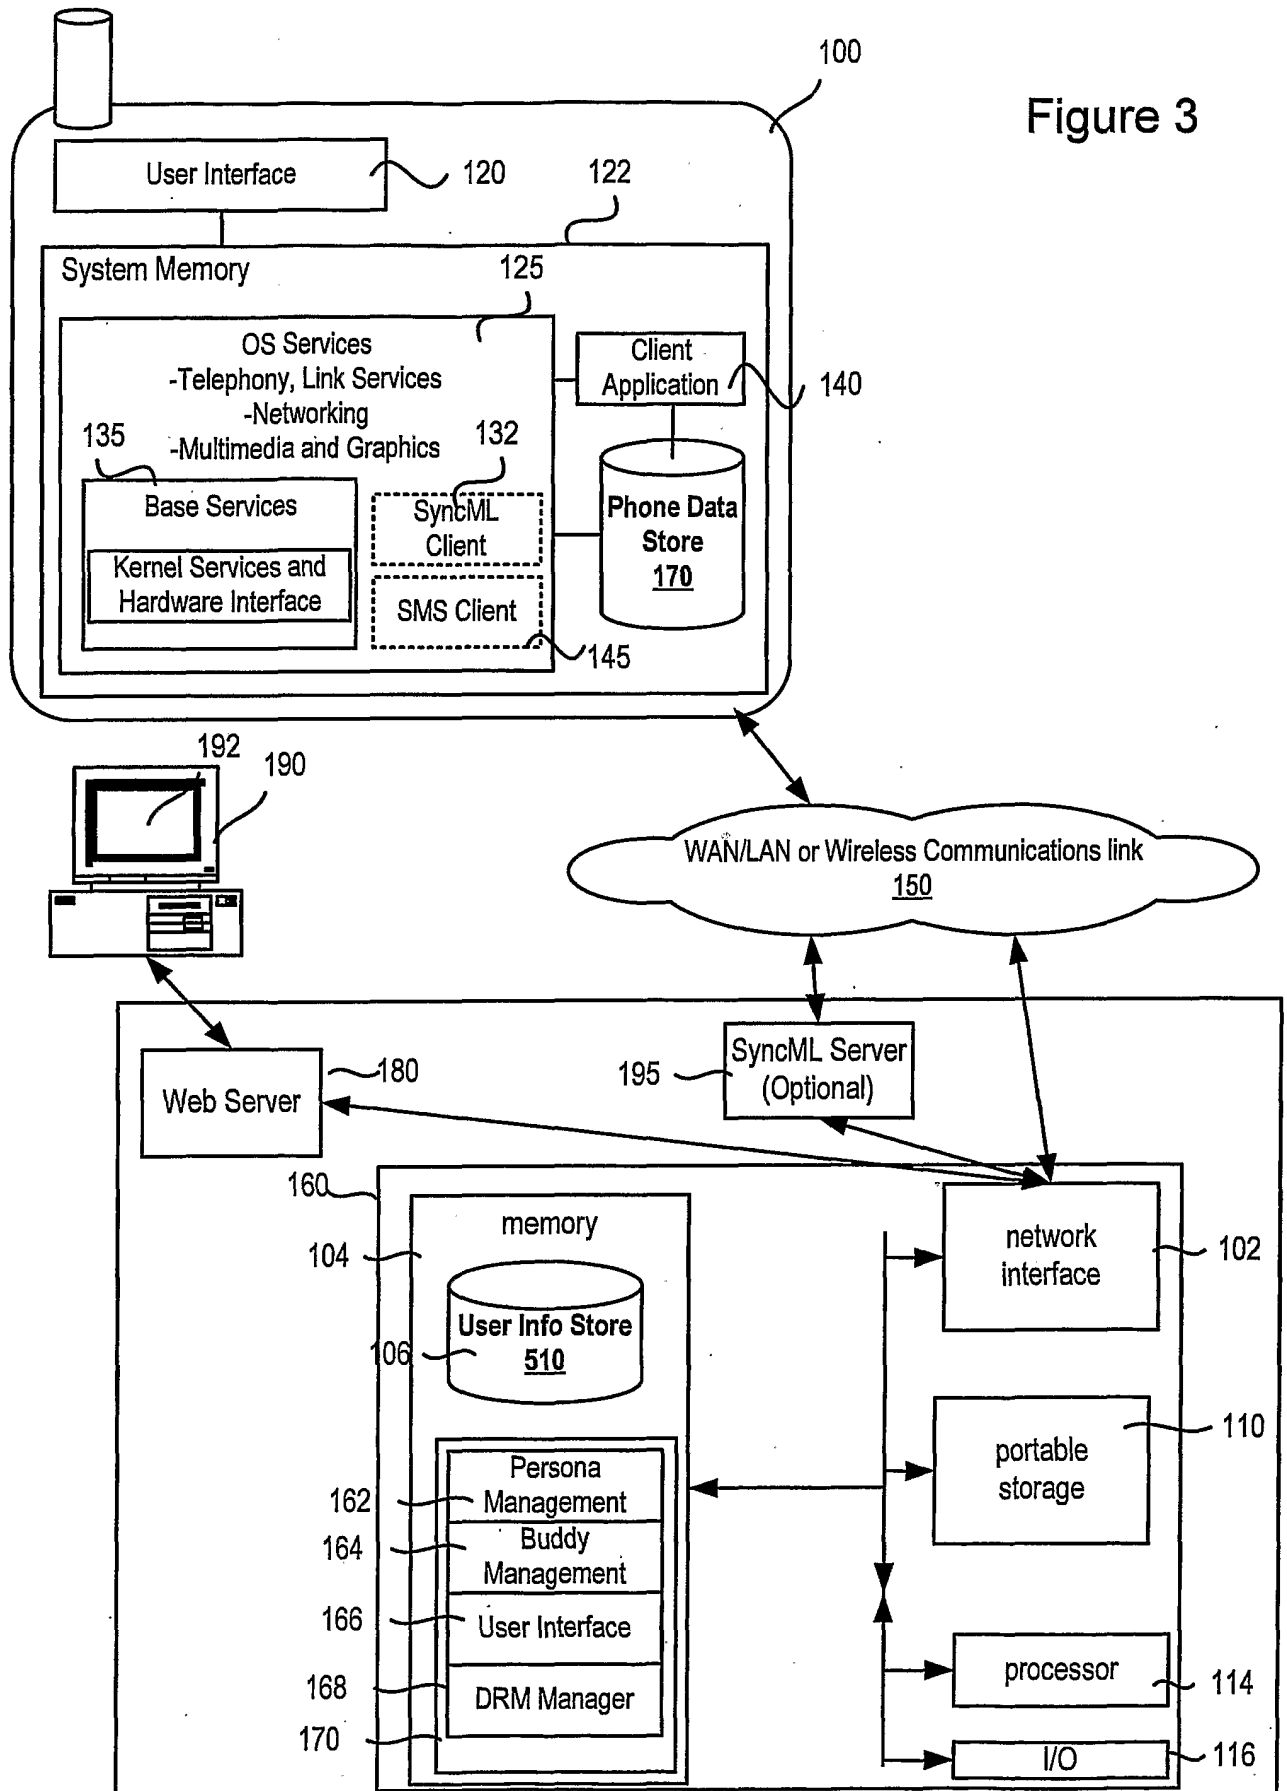 100
Figure 3
User Interface
120
122
System Memory
125
OS Services
-Telephony, Link Services
-Networking
-Multimedia and Graphics
Client
Application
140
135
132
Base Services
SyncML
Client
Phone Data
Store
170
Kernel Services and
Hardware Interface
SMS Client
145
192
190
WAN/LAN or Wireless Communications link
150
SyncML Server
(Optional)
195
180
Web Server
160
memory
104
network
interface
102
User Info Store
510
106
110
portable
storage
Persona
Management
162
Buddy
Management
164
166
User Interface
processor
114
168
DRM Manager
170
I/O
116